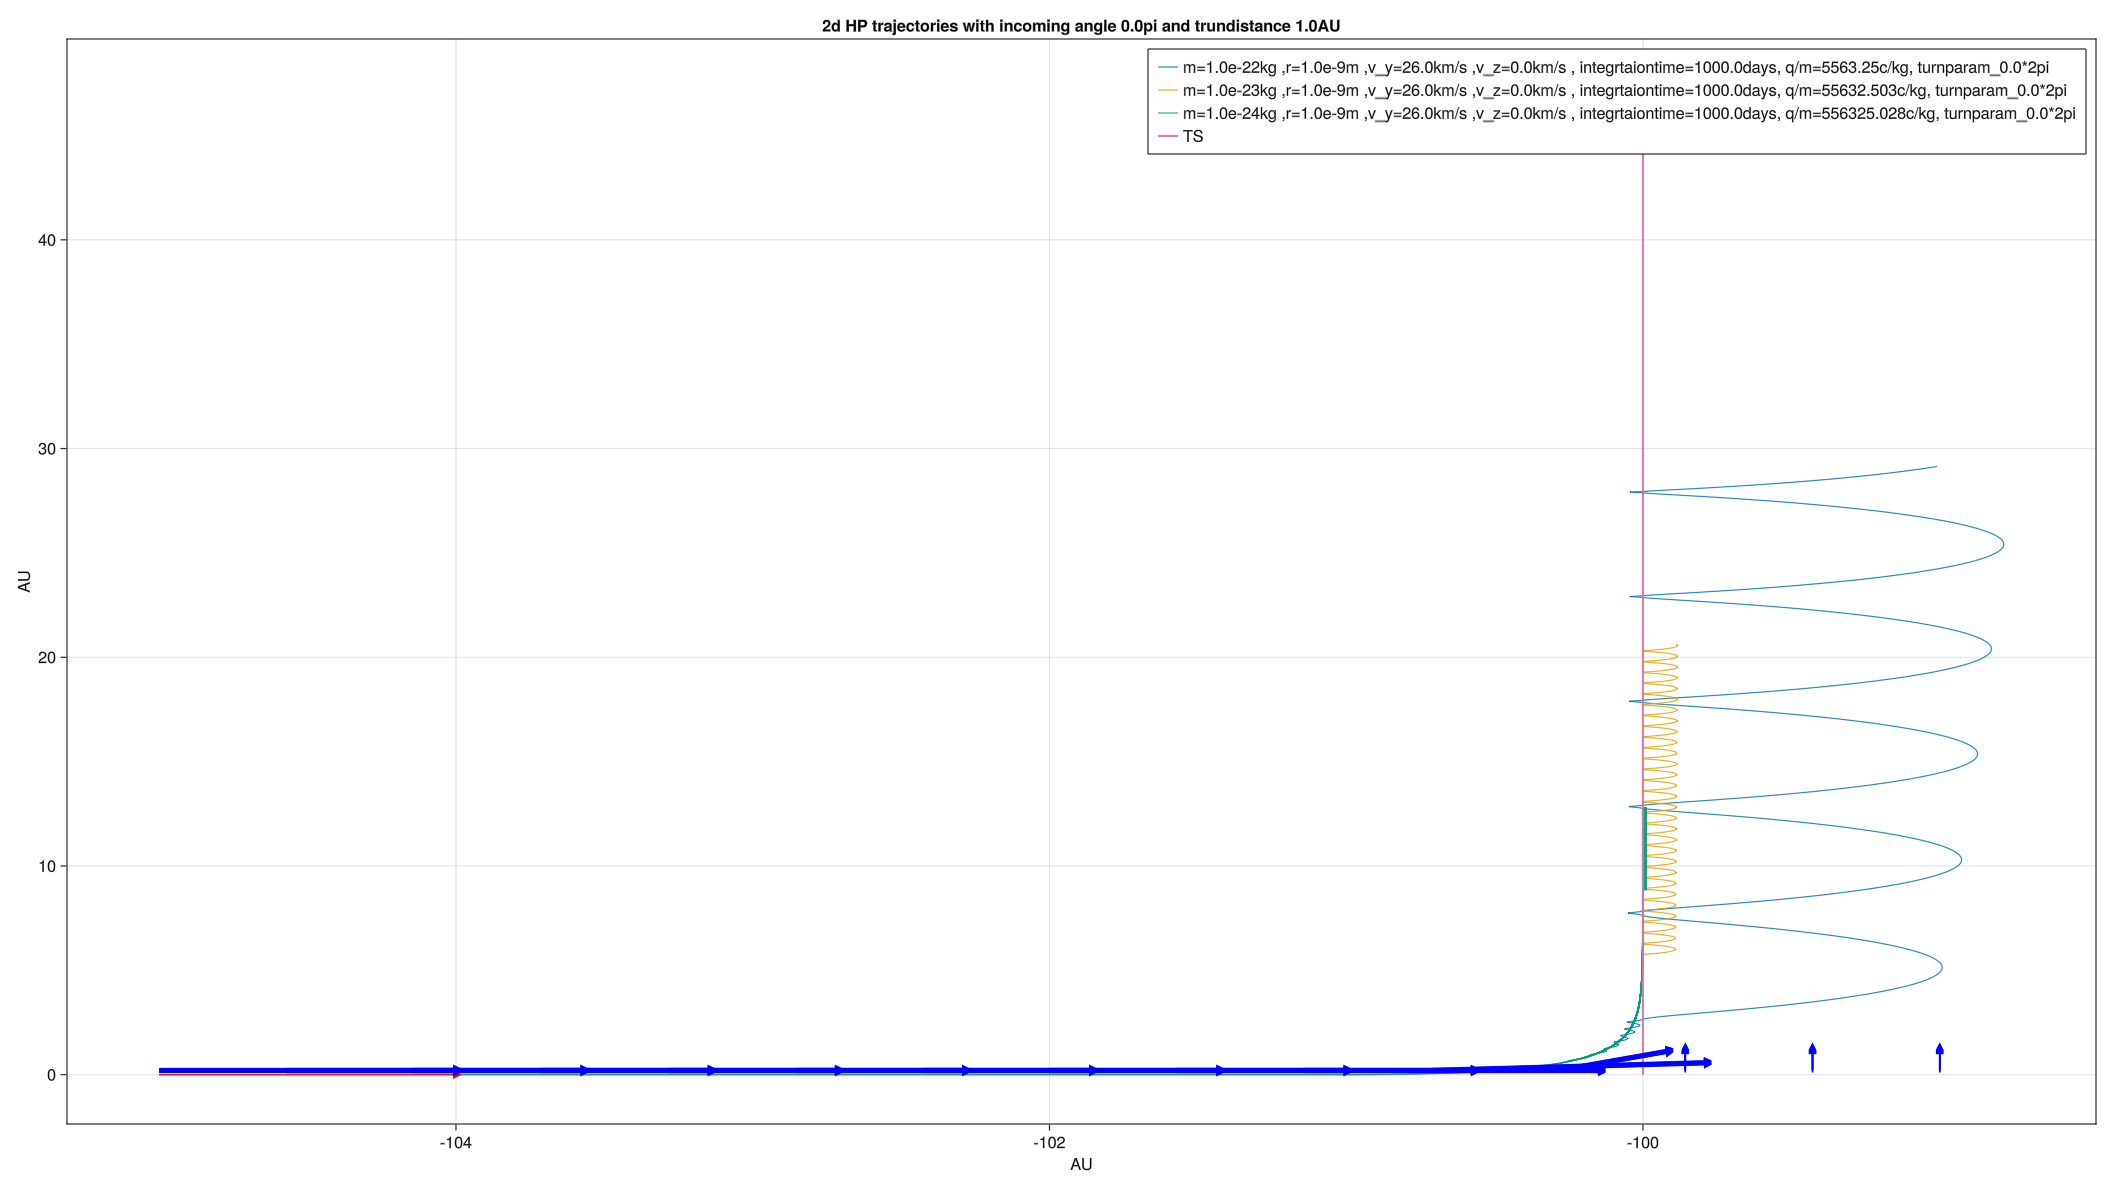 2d HP trajectories with incoming angle 0.0pi and trundistance 1.0AU
m=1.0e-22kg ,r=1.0e-9m ,v_y=26.0km/s ,v_z=0.0km/s , integrtaiontime=1000.0days, q/m=5563.25c/kg, turnparam_0.0*2pi
m=1.0e-23kg ,r=1.0e-9m ,v_y=26.0km/s ,v_z=0.0km/s , integrtaiontime=1000.0days, q/m=55632.503c/kg, turnparam_0.0*2pi
m=1.0e-24kg ,r=1.0e-9m ,v_y=26.0km/s ,v_z=0.0km/s , integrtaiontime=1000.0days, q/m=556325.028c/kg, turnparam_0.0*2pi
TS
40
30
AU
20
10
0
-104
-102
-100
AU